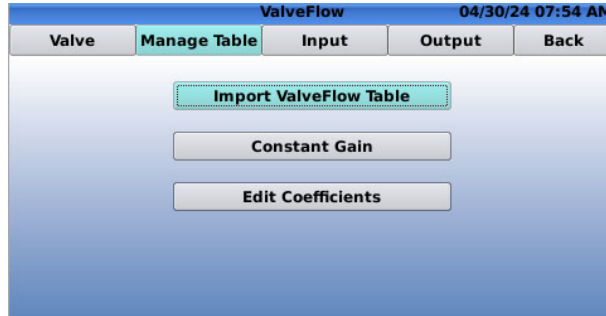 ValveFlow 04/30/24 07:54 AM
Valve Manage Table Input Output Back
Import ValveFlow Table
Constant Gain
Edit Coefficients